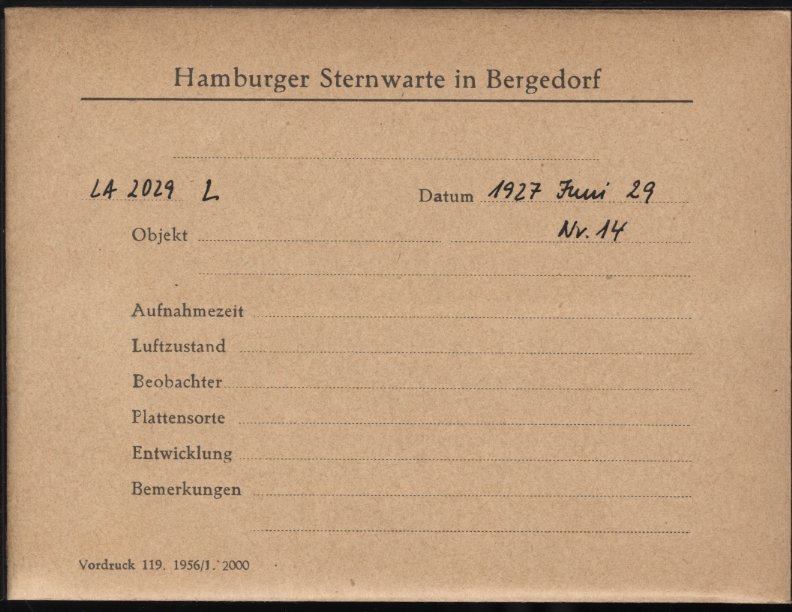 Hamburger Sternwarte in Bergedorf
LA 2029 L Datum 1927 Juni 29
Objekt Nr. 14
Aufnahmezeit
Luftzustand
Beobachter
Plattensorte
Entwicklung
Bemerkungen
Vordruck 119. 1956/1. 2000